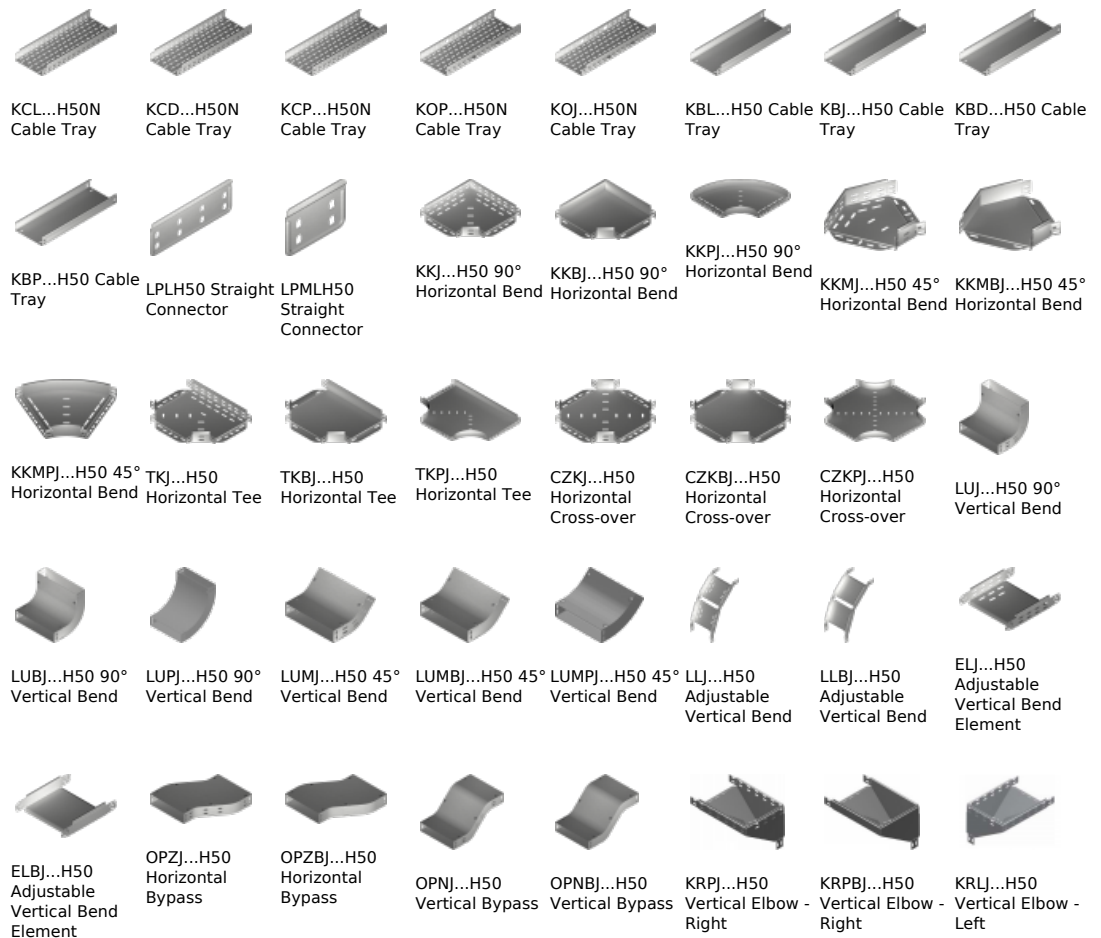 KCL...H50N
Cable Tray
KCD...H50N
Cable Tray
KCP...H50N
Cable Tray
KOP...H50N
Cable Tray
KOJ...H50N
Cable Tray
KBL...H50 Cable
Tray
KBJ...H50 Cable
Tray
KBD...H50 Cable
Tray
KBP...H50 Cable
Tray
LPLH50 Straight
Connector
LPMLH50
Straight
Connector
KKJ...H50 90°
Horizontal Bend
KKBJ...H50 90°
Horizontal Bend
KKPJ...H50 90°
Horizontal Bend
KKMJ...H50 45°
Horizontal Bend
KKMBJ...H50 45°
Horizontal Bend
KKMPJ...H50 45°
Horizontal Bend
TKJ...H50
Horizontal Tee
TKBJ...H50
Horizontal Tee
TKPJ...H50
Horizontal Tee
CZKJ...H50
Horizontal
Cross-over
CZKBJ...H50
Horizontal
Cross-over
CZKPJ...H50
Horizontal
Cross-over
LUJ...H50 90°
Vertical Bend
LUBJ...H50 90°
Vertical Bend
LUPJ...H50 90°
Vertical Bend
LUMJ...H50 45°
Vertical Bend
LUMBJ...H50 45°
Vertical Bend
LUMPJ...H50 45°
Vertical Bend
LLJ...H50
Adjustable
Vertical Bend
LLBJ...H50
Adjustable
Vertical Bend
ELJ...H50
Adjustable
Vertical Bend
Element
ELBJ...H50
Adjustable
Vertical Bend
Element
OPZJ...H50
Horizontal
Bypass
OPZBJ...H50
Horizontal
Bypass
OPNJ...H50
Vertical Bypass
OPNBJ...H50
Vertical Bypass
KRPJ...H50
Vertical Elbow -
Right
KRPBJ...H50
Vertical Elbow -
Right
KRLJ...H50
Vertical Elbow -
Left